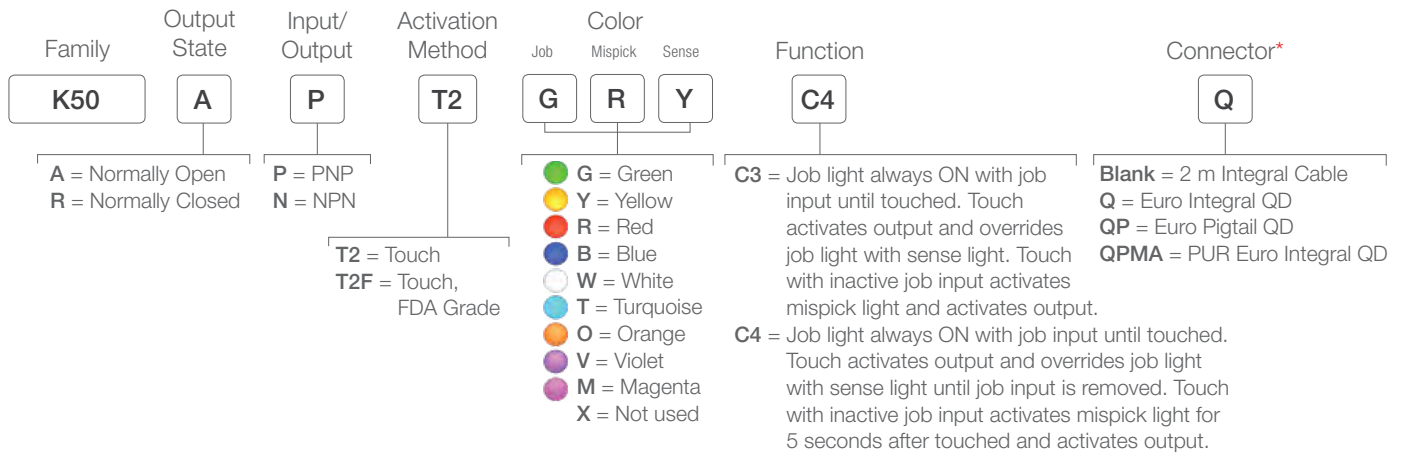 Family
Output
State
Input/
Output
Activation
Method
Color
Job Mispick Sense
Function
Connector*
K50 A P T2 G R Y C4 Q
A = Normally Open
R = Normally Closed
P = PNP
N = NPN
T2 = Touch
T2F = Touch,
FDA Grade
G = Green
Y = Yellow
R = Red
B = Blue
W = White
T = Turquoise
O = Orange
V = Violet
M = Magenta
X = Not used
C3 = Job light always ON with job
input until touched. Touch
activates output and overrides
job light with sense light. Touch
with inactive job input activates
mispick light and activates output.
C4 = Job light always ON with job input until touched.
Touch activates output and overrides job light
with sense light until job input is removed. Touch
with inactive job input activates mispick light for
5 seconds after touched and activates output.
Blank = 2 m Integral Cable
Q = Euro Integral QD
QP = Euro Pigtail QD
QPMA = PUR Euro Integral QD